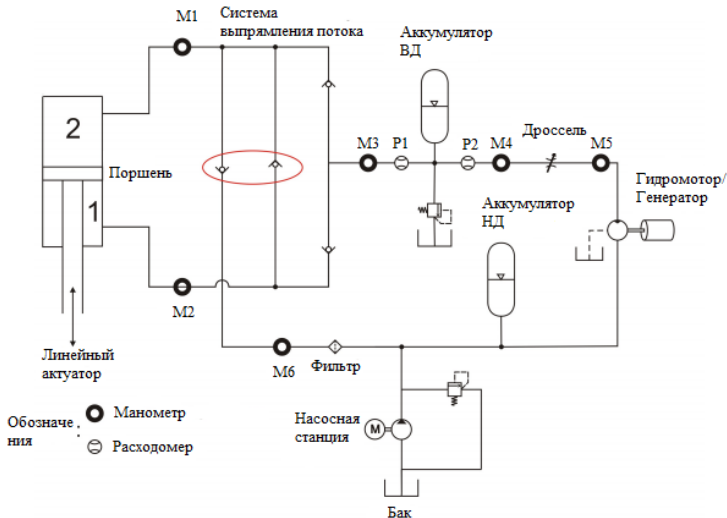 M1
Система
выпрямления потока
Аккумулятор
ВД
2
Поршень
1
M3
P1
P2
M4
Дроссель
M5
Гидромотор/
Генератор
Аккумулятор
НД
M2
Линейный
актуатор
M6
Фильтр
Обозначе
ния
:
Манометр
Расходомер
Насосная
станция
M
Бак